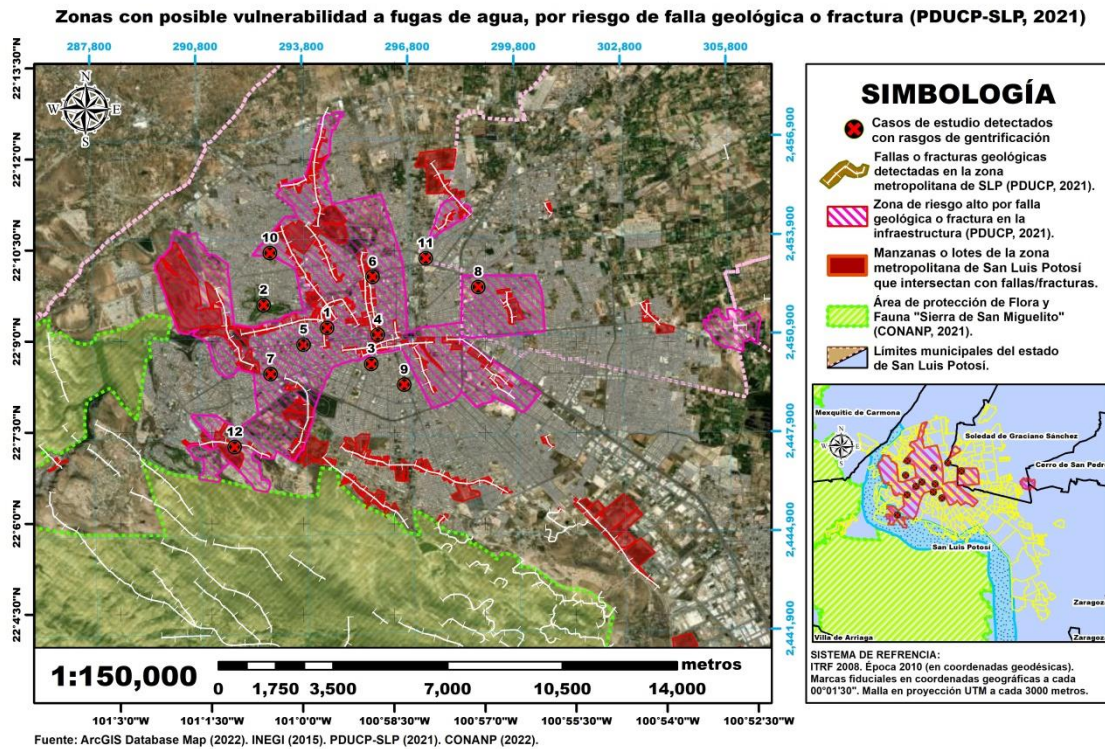 Zonas con posible vulnerabilidad a fugas de agua, por riesgo de falla geológica o fractura (PDUCP-SLP, 2021)
287,800 290,800 293,800 296,800 299,800 302,800 305,800
22°13'30"N
22°12'0"N
22°10'30"N
22°9'0"N
22°7'30"N
22°6'0"N
22°4'30"N
N
W E
S
10
11
6
8
2
1
4
5
3
7
9
12
2,456,900
2,453,900
2,450,900
2,447,900
2,444,900
2,441,900
1:150,000
metros
0 1,750 3,500 7,000 10,500 14,000
101°3'0"W 101°1'30"W 101°0'0"W 100°58'30"W 100°57'0"W 100°55'30"W 100°54'0"W 100°52'30"W
Fuente: ArcGIS Database Map (2022). INEGI (2015). PDUCP-SLP (2021). CONANP (2022).
SIMBOLOGÍA
Casos de estudio detectados
con rasgos de gentrificación
Fallas o fracturas geológicas
detectadas en la zona
metropolitana de SLP (PDUCP, 2021).
Zona de riesgo alto por falla
geológica o fractura en la
infraestructura (PDUCP, 2021).
Manzanas o lotes de la zona
metropolitana de San Luis Potosí
que intersectan con fallas/fracturas.
Área de protección de Flora y
Fauna "Sierra de San Miguelito"
(CONANP, 2021).
Límites municipales del estado
de San Luis Potosí.
Mexquitic de Carmona
N
W E
S
Soledad de Graciano Sánchez
Cerro de San Pedro
San Luis Potosí
Zaragoza
Villa de Arriaga
Zaragoza
SISTEMA DE REFRENCIA:
ITRF 2008. Época 2010 (en coordenadas geodésicas).
Marcas fiduciales en coordenadas geográficas a cada
00°01'30". Malla en proyección UTM a cada 3000 metros.